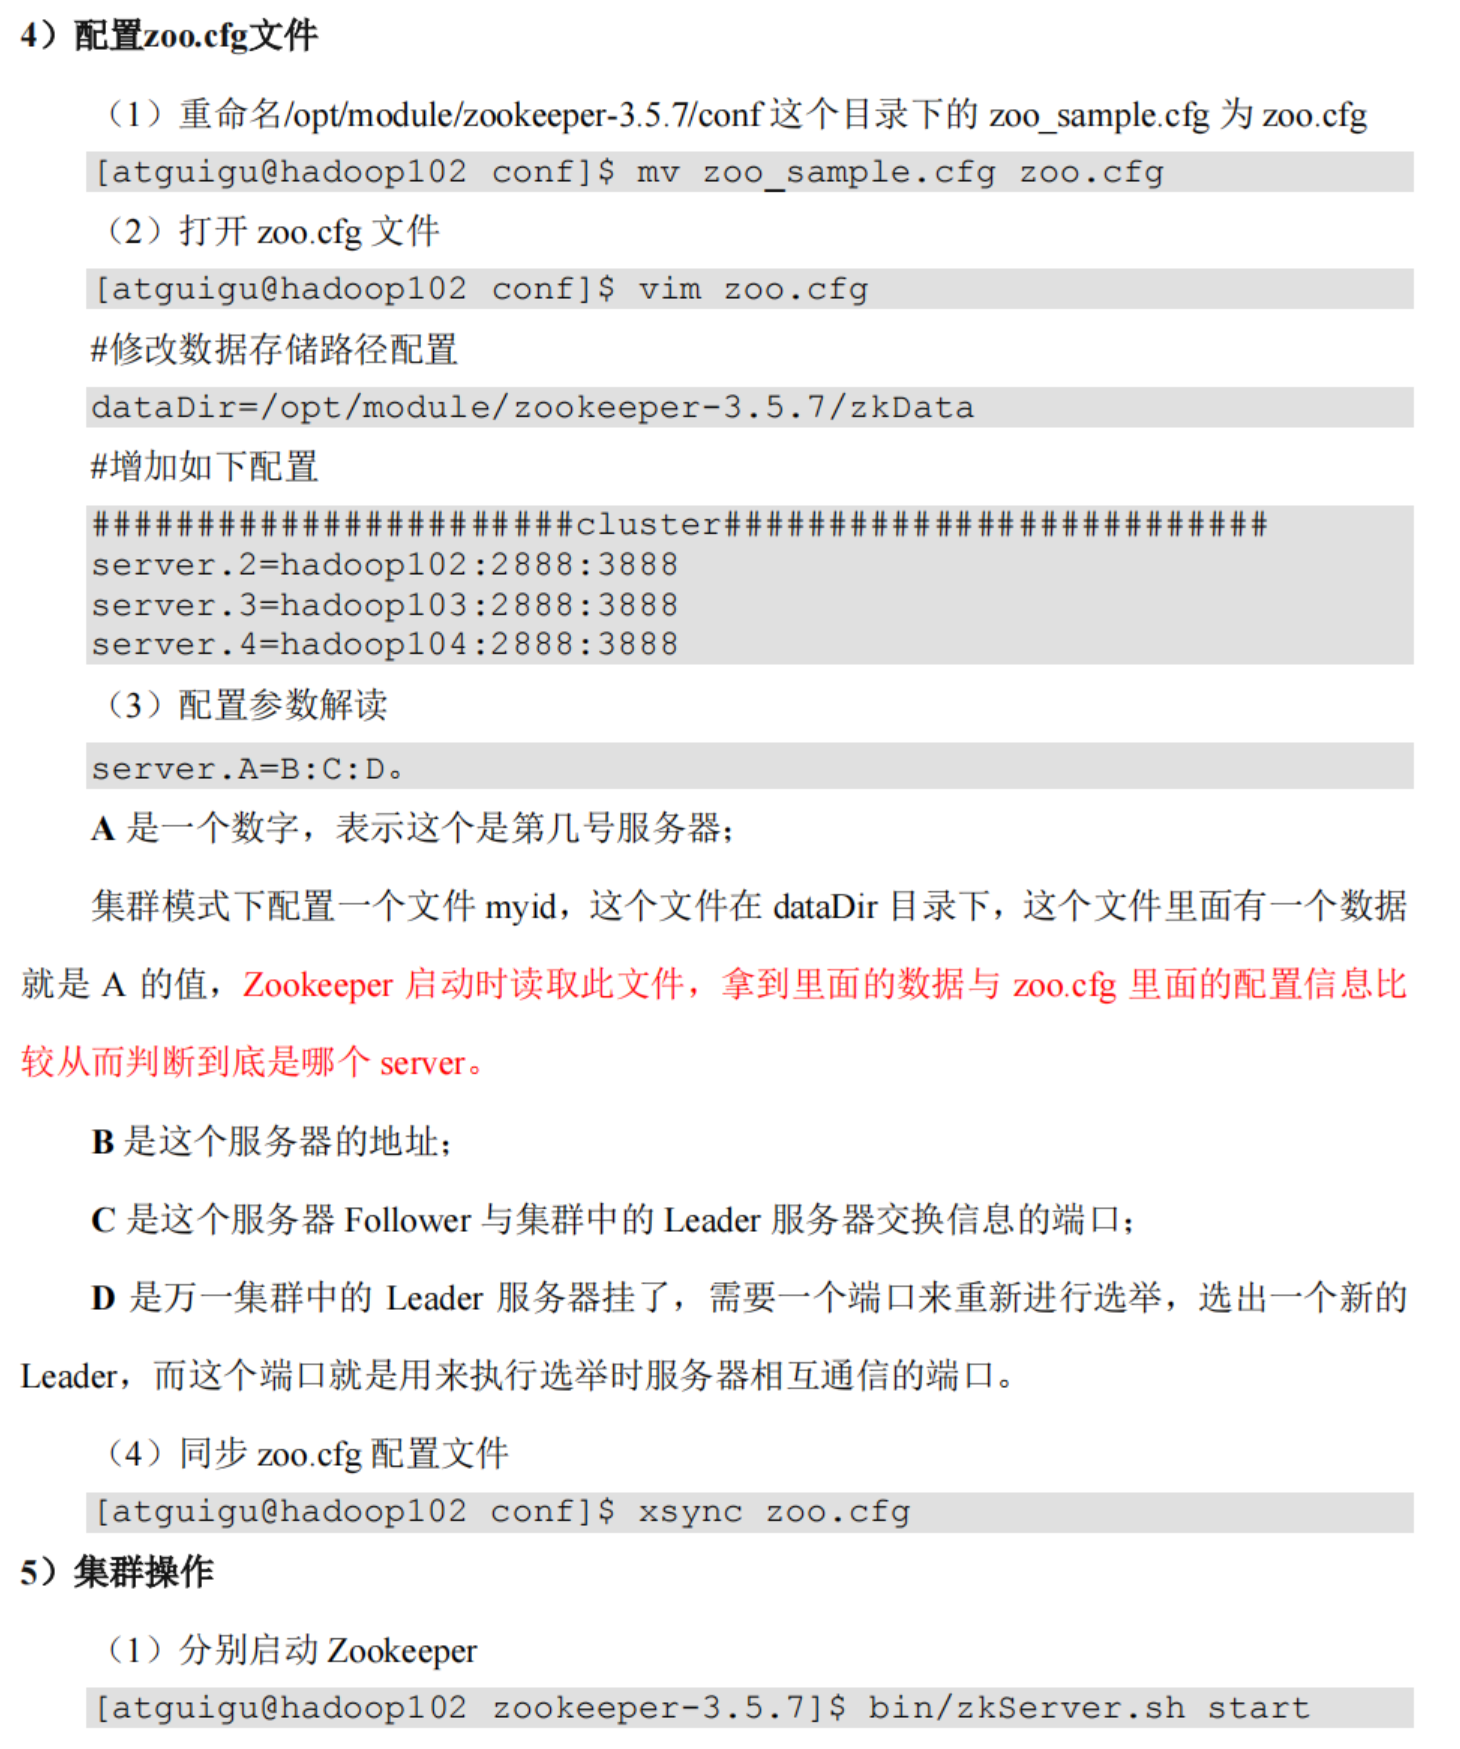 4）配置zoo.cfg文件
（1）重命名/opt/module/zookeeper-3.5.7/conf 这个目录下的 zoo_sample.cfg 为 zoo.cfg
[atguigu@hadoop102 conf]$ mv zoo_sample.cfg zoo.cfg
（2）打开 zoo.cfg 文件
[atguigu@hadoop102 conf]$ vim zoo.cfg
#修改数据存储路径配置
dataDir=/opt/module/zookeeper-3.5.7/zkData
#增加如下配置
#######################cluster##########################
server.2=hadoop102:2888:3888
server.3=hadoop103:2888:3888
server.4=hadoop104:2888:3888
（3）配置参数解读
server.A=B:C:D。
A 是一个数字，表示这个是第几号服务器；
集群模式下配置一个文件 myid，这个文件在 dataDir 目录下，这个文件里面有一个数据
就是 A 的值，Zookeeper 启动时读取此文件，拿到里面的数据与 zoo.cfg 里面的配置信息比
较从而判断到底是哪个 server。
B 是这个服务器的地址；
C 是这个服务器 Follower 与集群中的 Leader 服务器交换信息的端口；
D 是万一集群中的 Leader 服务器挂了，需要一个端口来重新进行选举，选出一个新的
Leader，而这个端口就是用来执行选举时服务器相互通信的端口。
（4）同步 zoo.cfg 配置文件
[atguigu@hadoop102 conf]$ xsync zoo.cfg
5）集群操作
（1）分别启动 Zookeeper
[atguigu@hadoop102 zookeeper-3.5.7]$ bin/zkServer.sh start